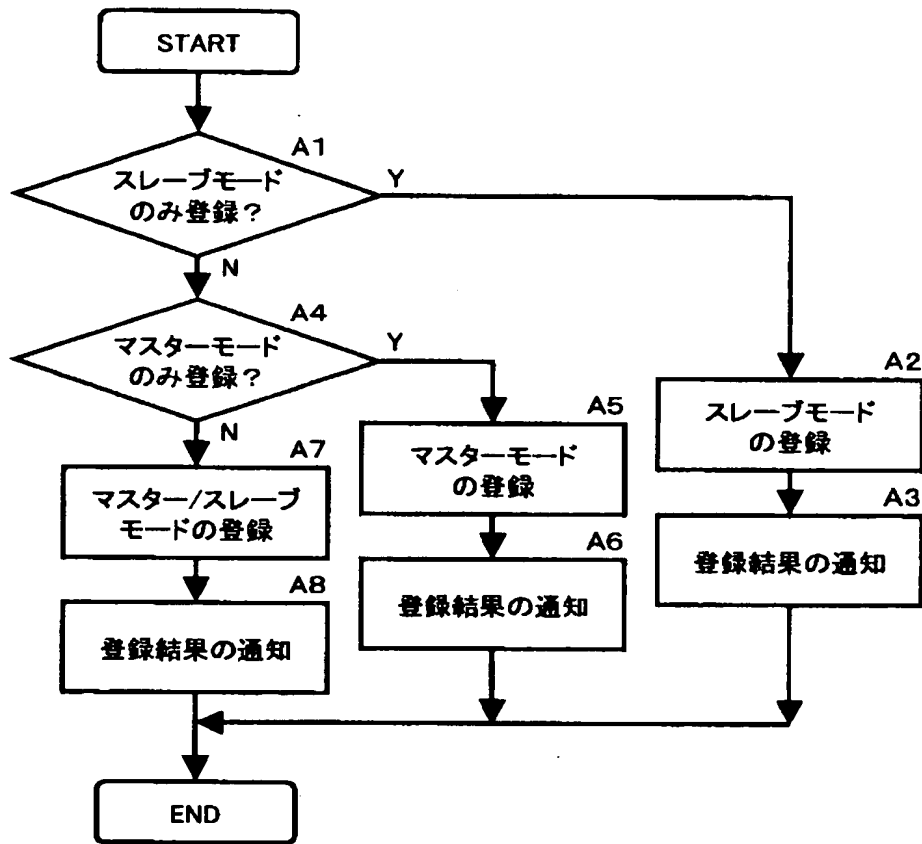 START
A1
スレーブモード
のみ登録?
Y
N
A4
マスターモード
のみ登録?
Y
N
A2
スレーブモード
の登録
A5
マスターモード
の登録
A7
マスター/スレーブ
モードの登録
A3
登録結果の通知
A6
登録結果の通知
A8
登録結果の通知
END